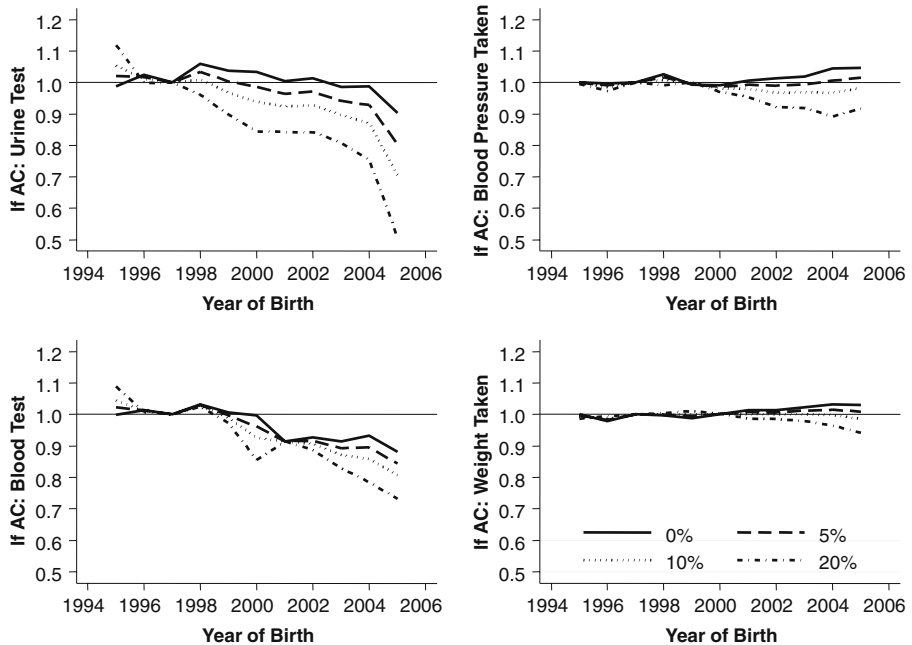 If AC: Urine Test
1.2
1.1
1.0
0.9
0.8
0.7
0.6
0.5
1994 1996 1998 2000 2002 2004 2006
Year of Birth
If AC: Blood Pressure Taken
1.2
1.1
1.0
0.9
0.8
0.7
0.6
0.5
1994 1996 1998 2000 2002 2004 2006
Year of Birth
If AC: Blood Test
1.2
1.1
1.0
0.9
0.8
0.7
0.6
0.5
1994 1996 1998 2000 2002 2004 2006
Year of Birth
If AC: Weight Taken
1.2
1.1
1.0
0.9
0.8
0.7
0.6
0.5
0% 5%
10% 20%
1994 1996 1998 2000 2002 2004 2006
Year of Birth